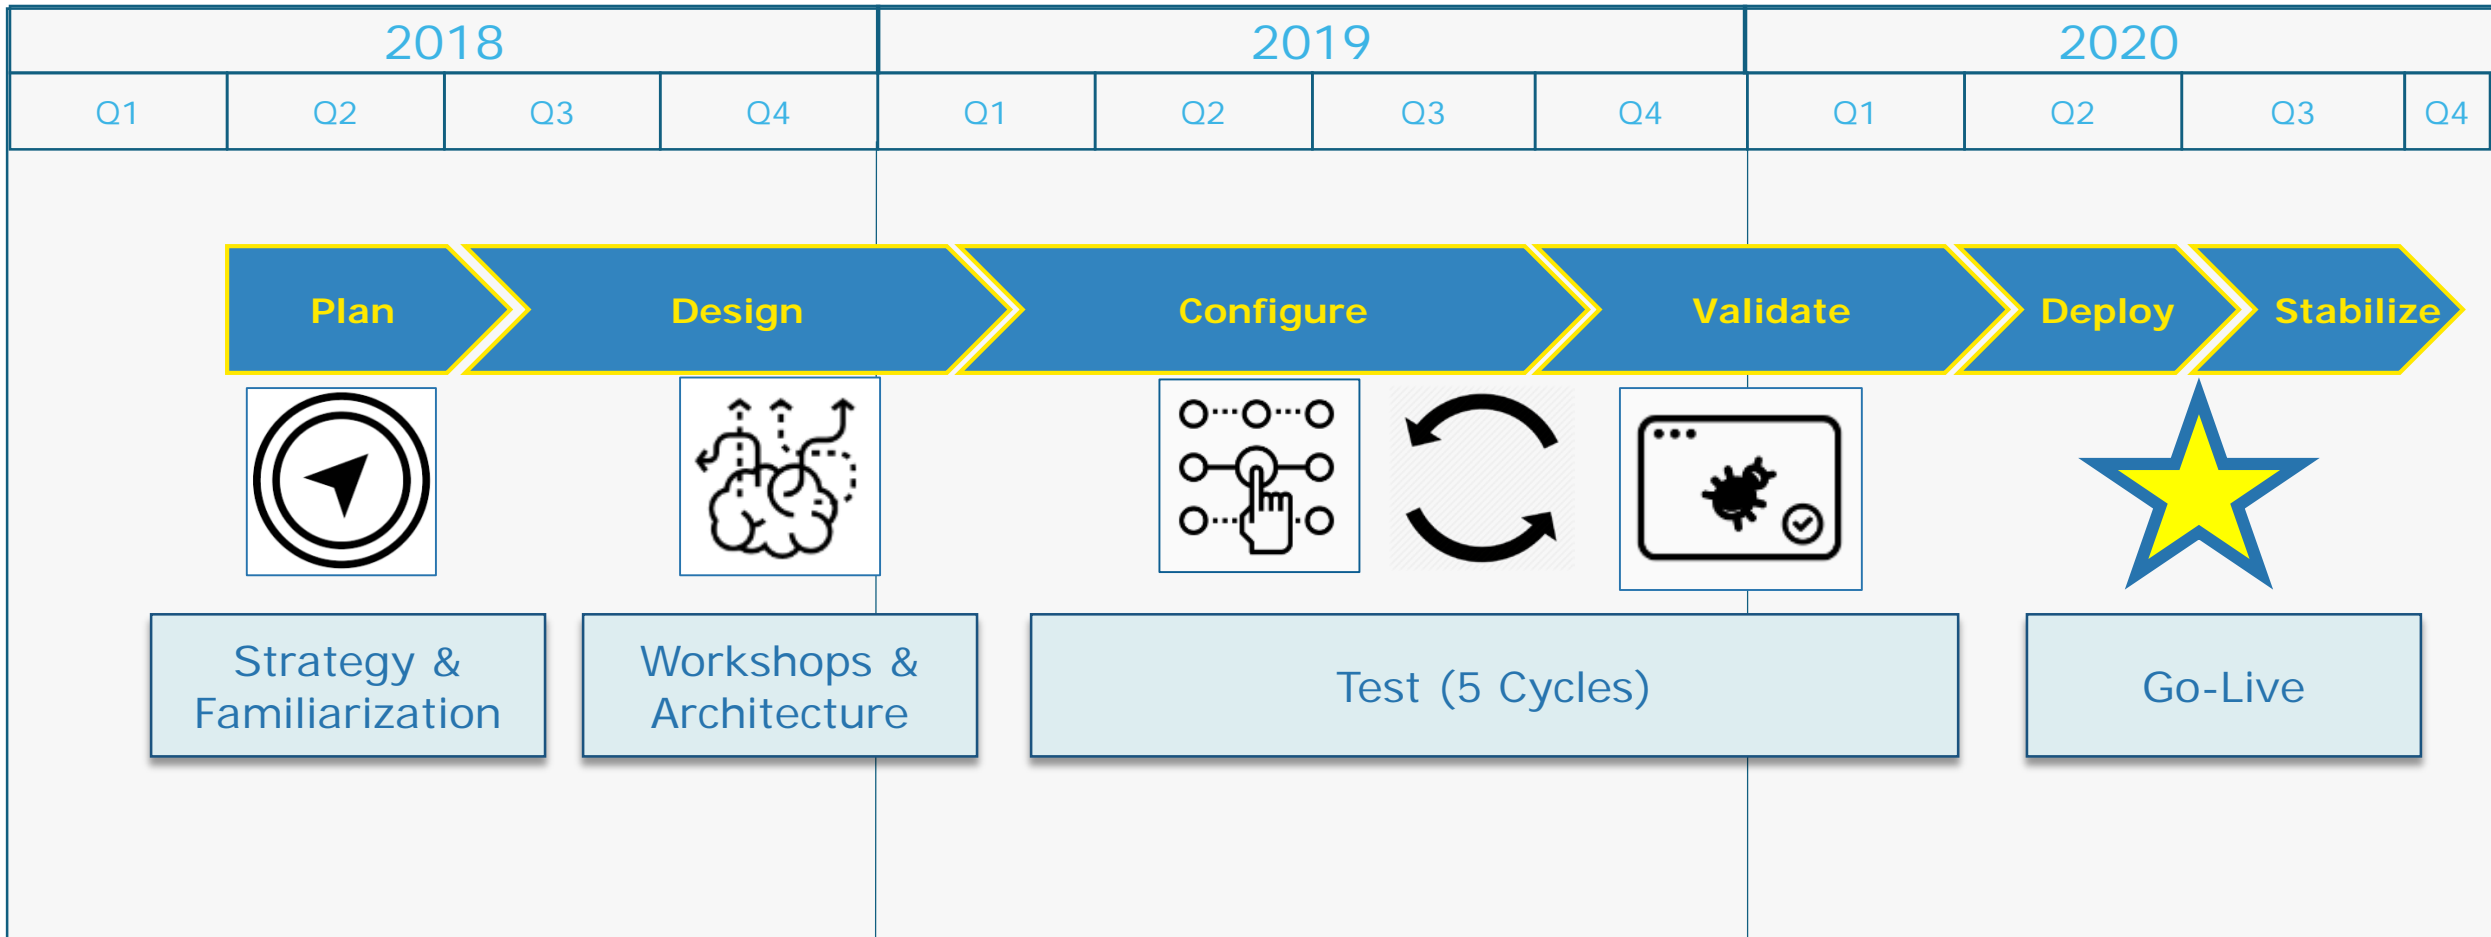 2018 2019 2020
Q1 Q2 Q3 Q4 Q1 Q2 Q3 Q4 Q1 Q2 Q3 Q4
Plan Design Configure Validate Deploy Stabilize
Strategy &
Familiarization
Workshops &
Architecture
Test (5 Cycles)
Go-Live